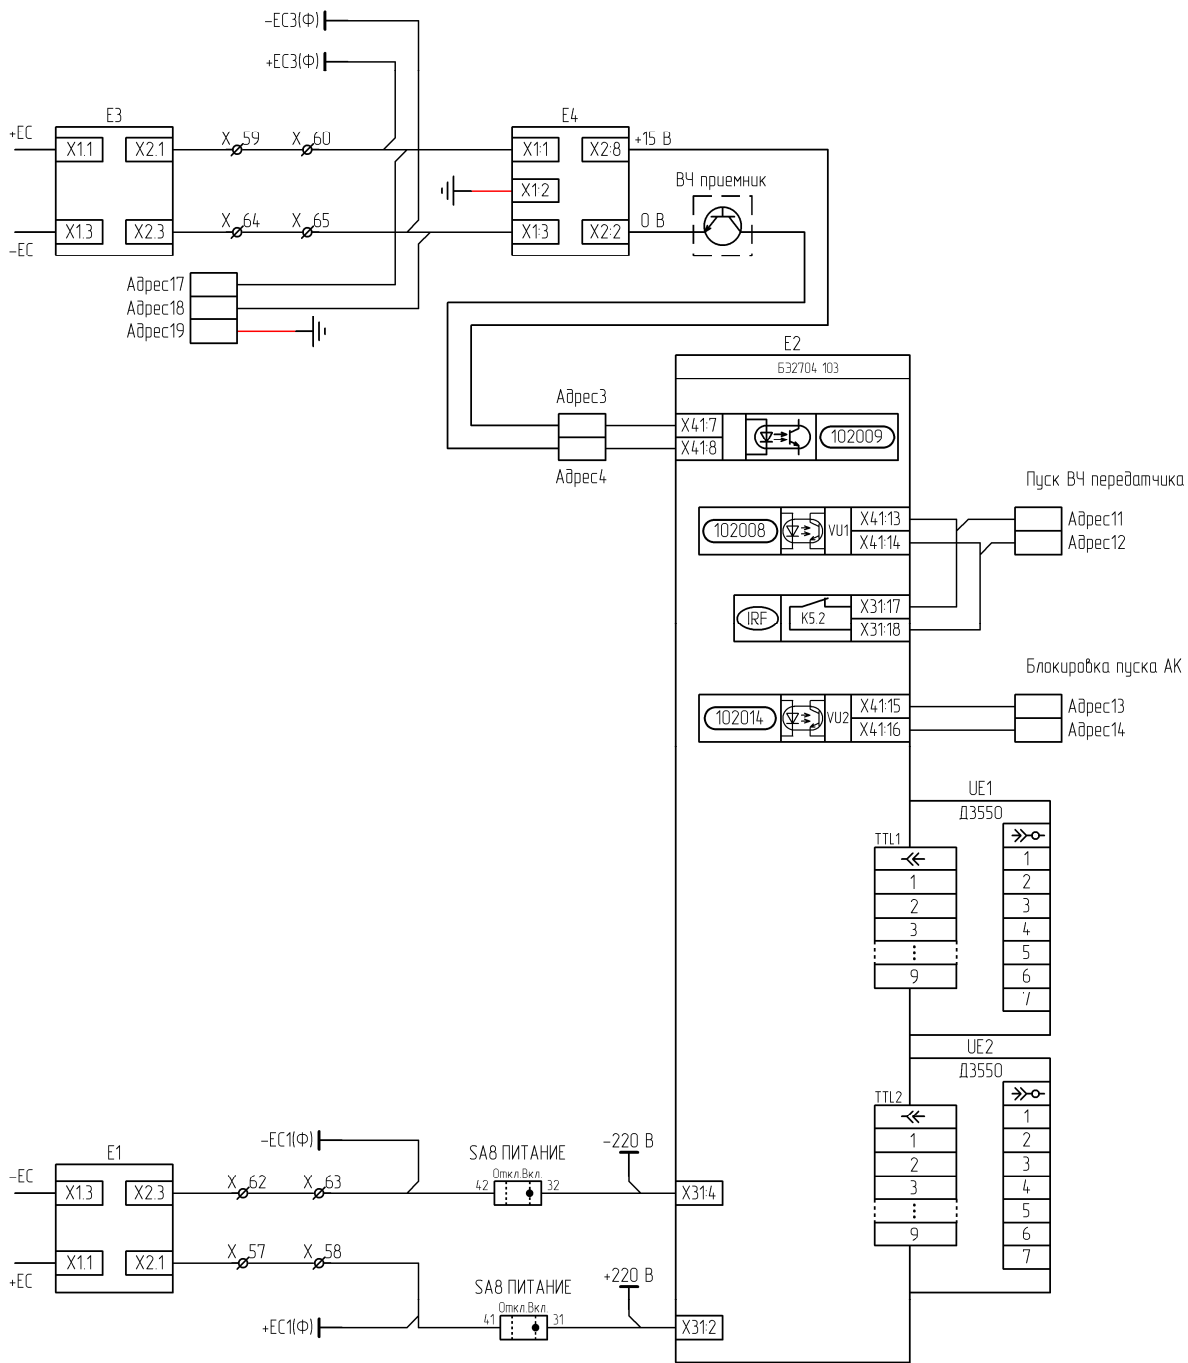 –ЕС3(Ф)
+ЕС3(Ф)
E3
E4
+ЕС
X1.1
X2.1
X 59
X 60
X1:1
X2:8
+15 В
X1:2
ВЧ приемник
X1.3
X2.3
X 64
X 65
X1:3
X2:2
0 В
–ЕС
Адрес17
Адрес18
Адрес19
E2
БЭ2704 103
Адрес3
X41:7
X41:8
102009
Адрес4
Пуск ВЧ передатчика
102008
VU1
X41:13
X41:14
Адрес11
Адрес12
IRF
K5.2
X31:17
X31:18
Блокировка пуска АК
102014
VU2
X41:15
X41:16
Адрес13
Адрес14
UE1
Д3550
TTL1
1
2
3
9
1
2
3
4
5
6
7
UE2
Д3550
TTL2
1
2
3
9
1
2
3
4
5
6
7
–ЕС1(Ф)
E1
–ЕС
X1.3
X2.3
X 62
X 63
SA8 ПИТАНИЕ
Откл.Вкл.
42
32
–220 В
X31:4
X1.1
X2.1
X 57
X 58
+ЕС
+ЕС1(Ф)
SA8 ПИТАНИЕ
Откл.Вкл.
41
31
+220 В
X31:2